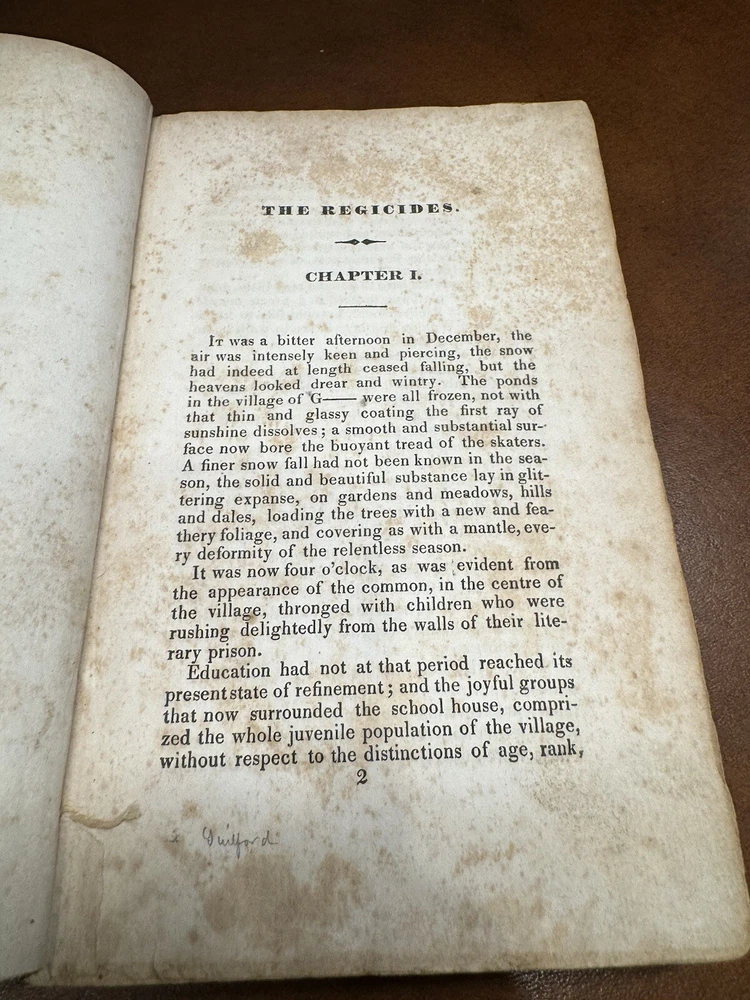 THE REGICIDES.
CHAPTER I.
It was a bitter afternoon in December, the
air was intensely keen and piercing, the snow
had indeed at length ceased falling, but the
heavens looked drear and wintry. The ponds
in the village of G—— were all frozen, not with
that thin and glassy coating the first ray of
sunshine dissolves; a smooth and substantial sur-
face now bore the buoyant tread of the skaters.
A finer snow fall had not been known in the sea-
son, the solid and beautiful substance lay in glit-
tering expanse, on gardens and meadows, hills
and dales, loading the trees with a new and fea-
thery foliage, and covering as with a mantle, eve-
ry deformity of the relentless season.
It was now four o'clock, as was evident from
the appearance of the common, in the centre of
the village, thronged with children who were
rushing delightedly from the walls of their lite-
rary prison.
Education had not at that period reached its
present state of refinement; and the joyful groups
that now surrounded the school house, compri-
zed the whole juvenile population of the village,
without respect to the distinctions of age, rank,
2
x Guilford